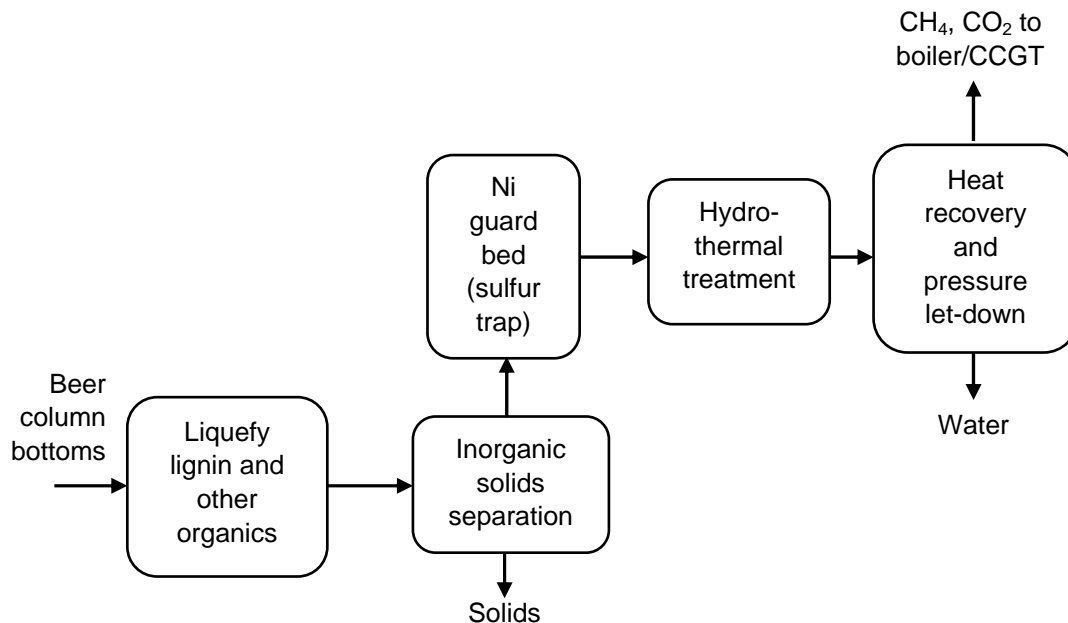 Beer
column
bottoms
Liquefy
lignin and
other
organics
Inorganic
solids
separation
Solids
Ni
guard
bed
(sulfur
trap)
Hydro-
thermal
treatment
Heat
recovery
and
pressure
let-down
CH₄, CO₂ to
boiler/CCGT
Water